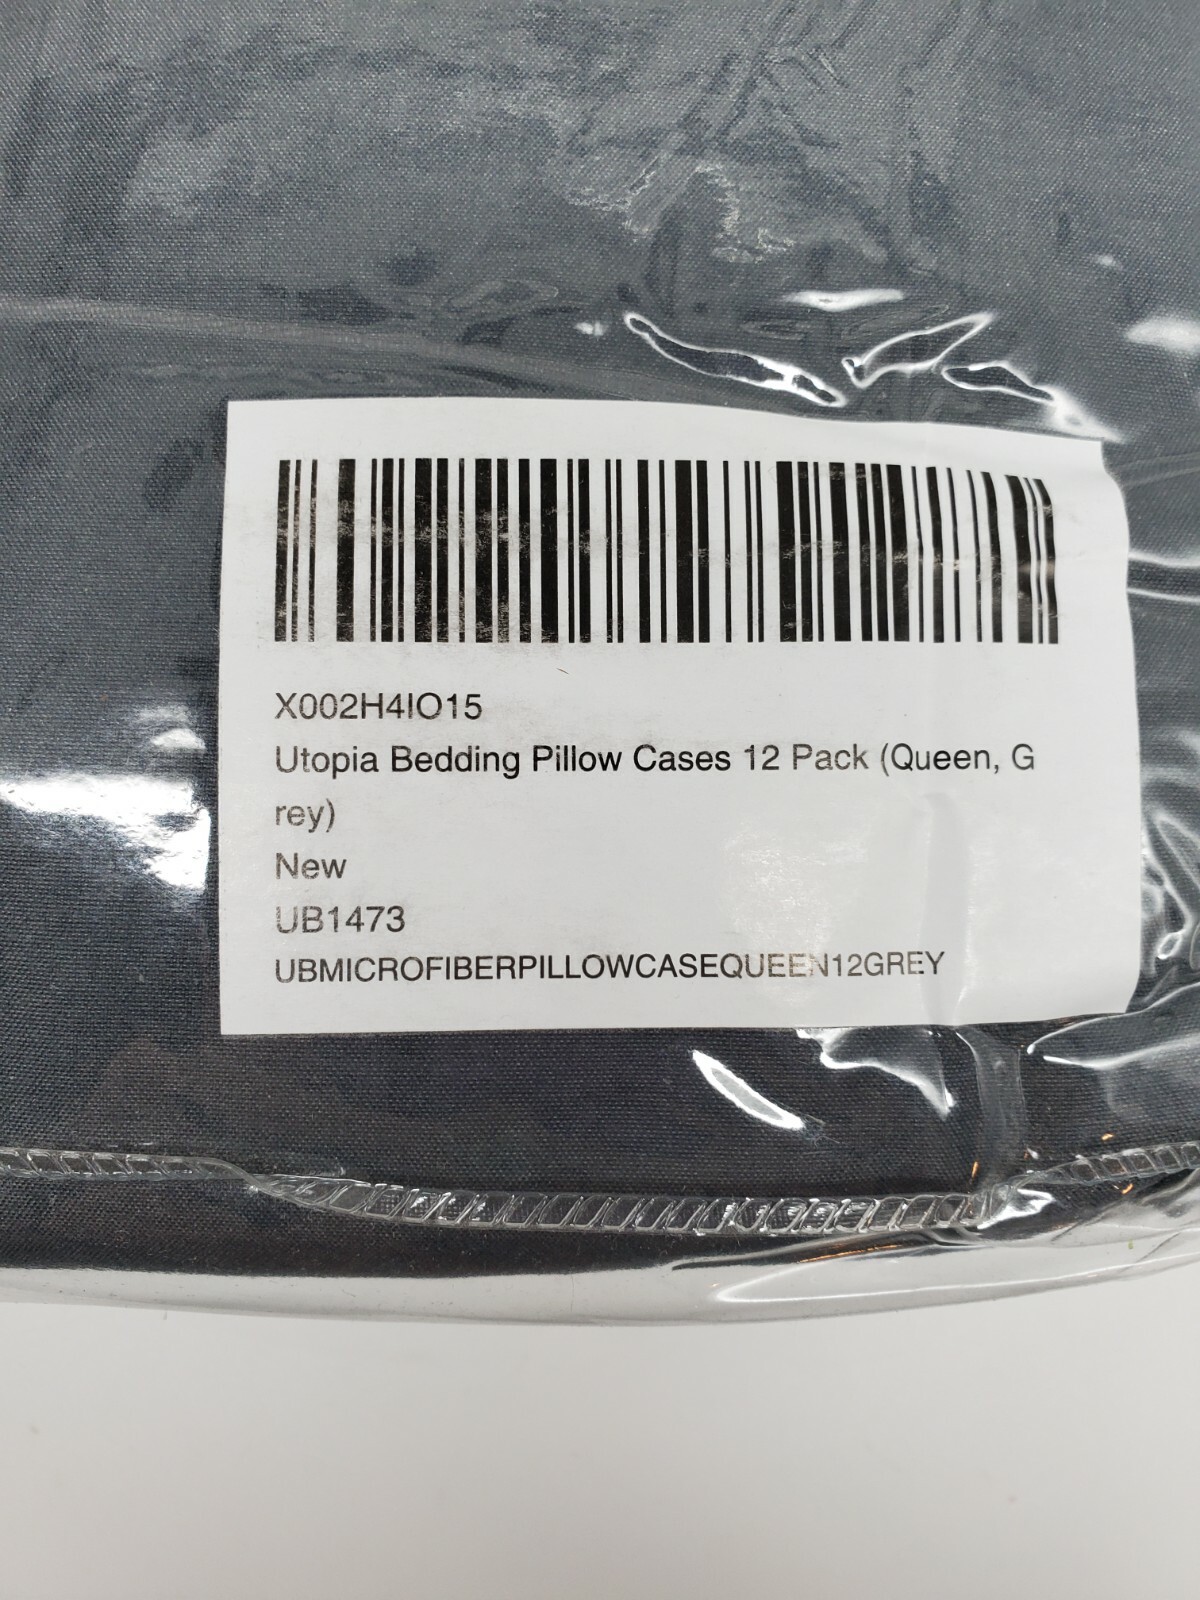 X002H4IO15
Utopia Bedding Pillow Cases 12 Pack (Queen, G
rey)
New
UB1473
UBMICROFIBERPILLOWCASEQUEEN12GREY